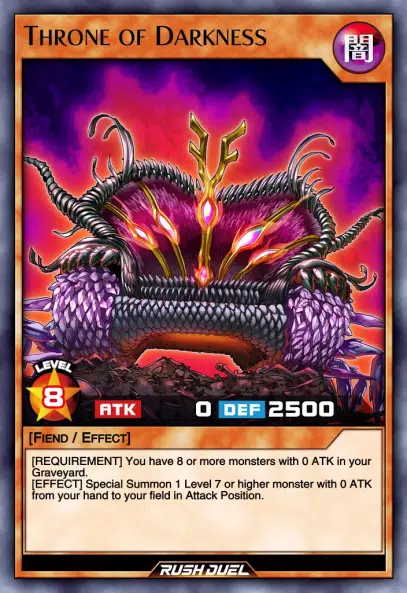 THRONE OF DARKNESS
闇
LEVEL
8
ATK 0 DEF 2500
[FIEND / EFFECT]
[REQUIREMENT] You have 8 or more monsters with 0 ATK in your
Graveyard.
[EFFECT] Special Summon 1 Level 7 or higher monster with 0 ATK
from your hand to your field in Attack Position.
RUSH DUEL